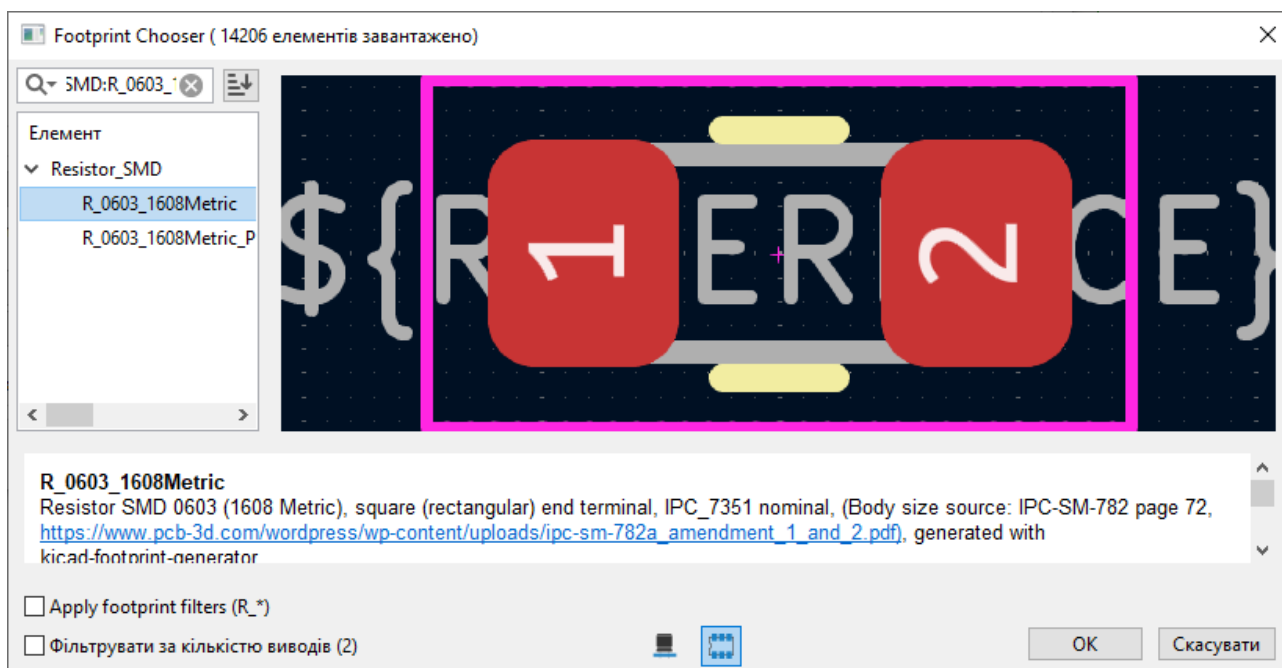 Footprint Chooser ( 14206 елементів завантажено)
SMD:R_0603_1
Елемент
Resistor_SMD
R_0603_1608Metric
R_0603_1608Metric_P
${R ER CE}
1
2
R_0603_1608Metric
Resistor SMD 0603 (1608 Metric), square (rectangular) end terminal, IPC_7351 nominal, (Body size source: IPC-SM-782 page 72,
https://www.pcb-3d.com/wordpress/wp-content/uploads/ipc-sm-782a_amendment_1_and_2.pdf), generated with
kicad-footprint-generator
Apply footprint filters (R_*)
Фільтрувати за кількістю виводів (2)
OK
Скасувати